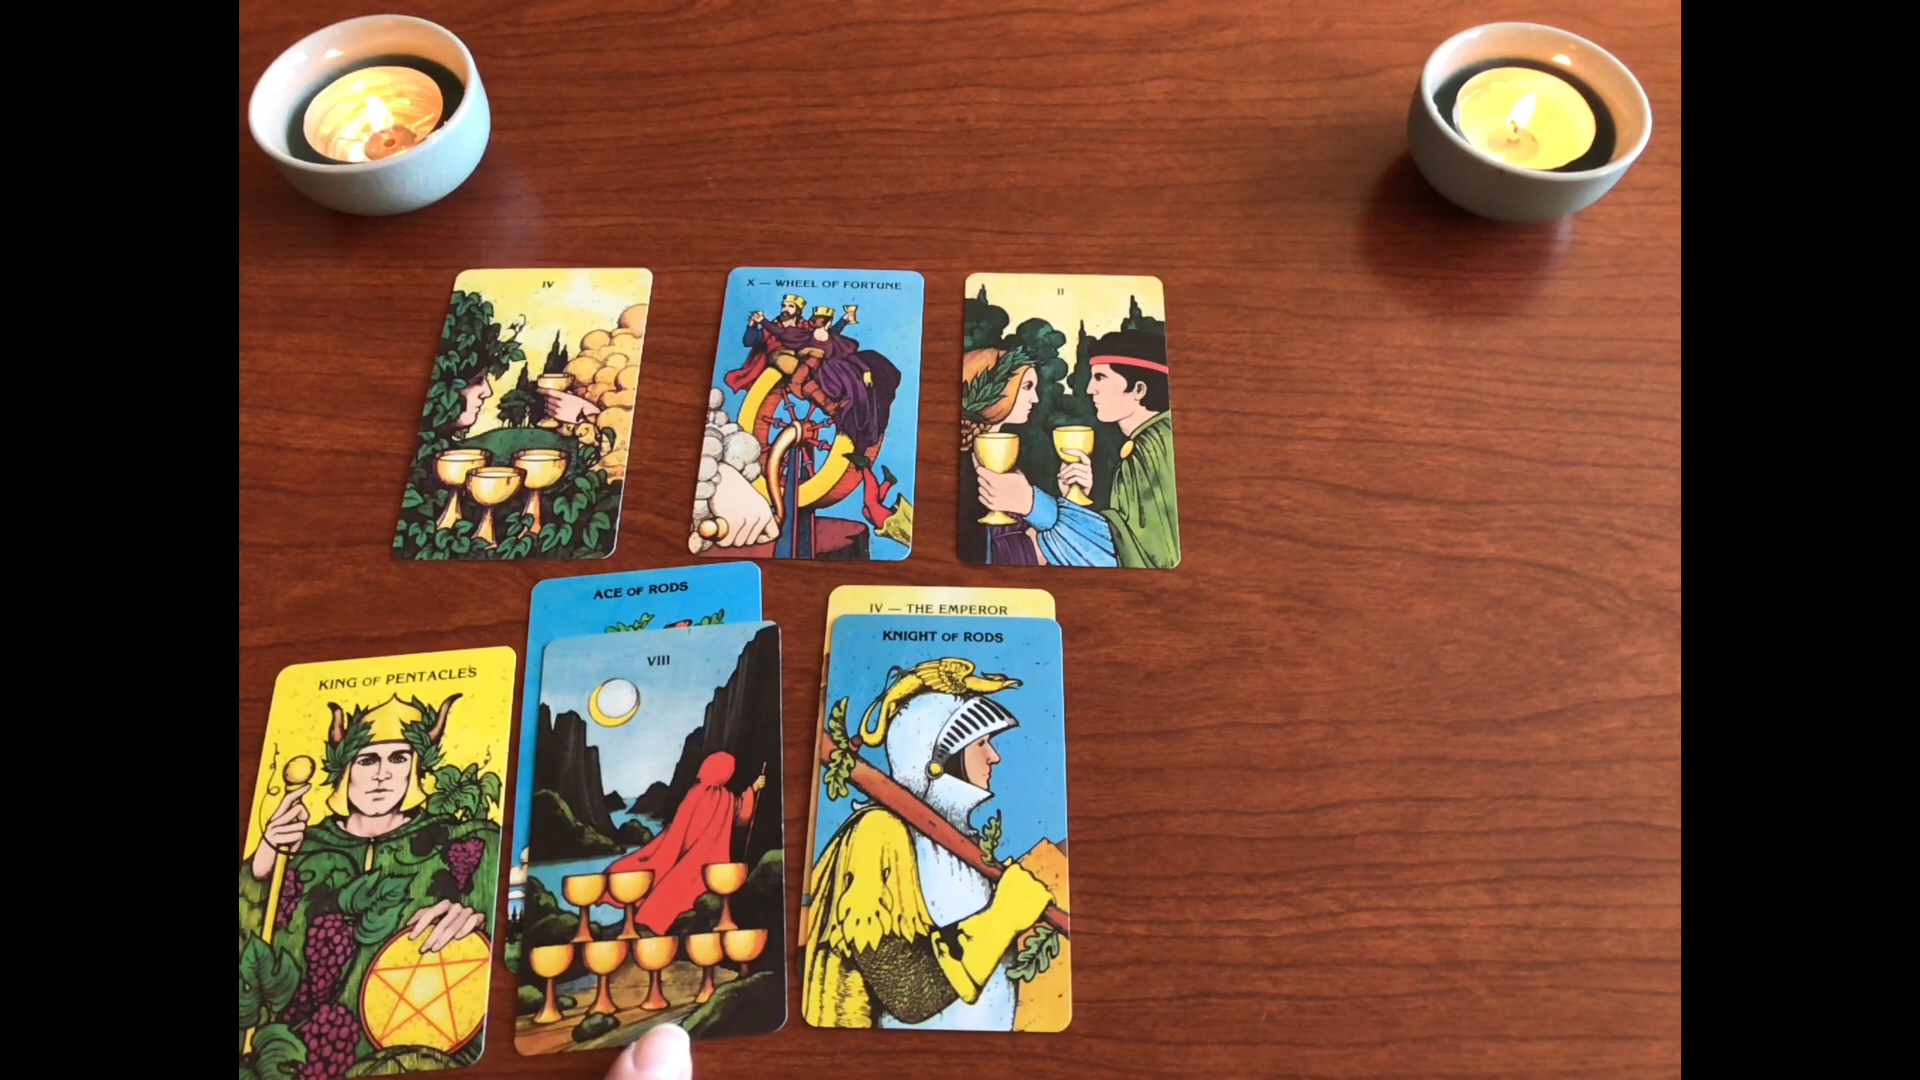 IV
X — WHEEL OF FORTUNE
II
ACE OF RODS
IV — THE EMPEROR
KNIGHT OF RODS
VIII
KING OF PENTACLES